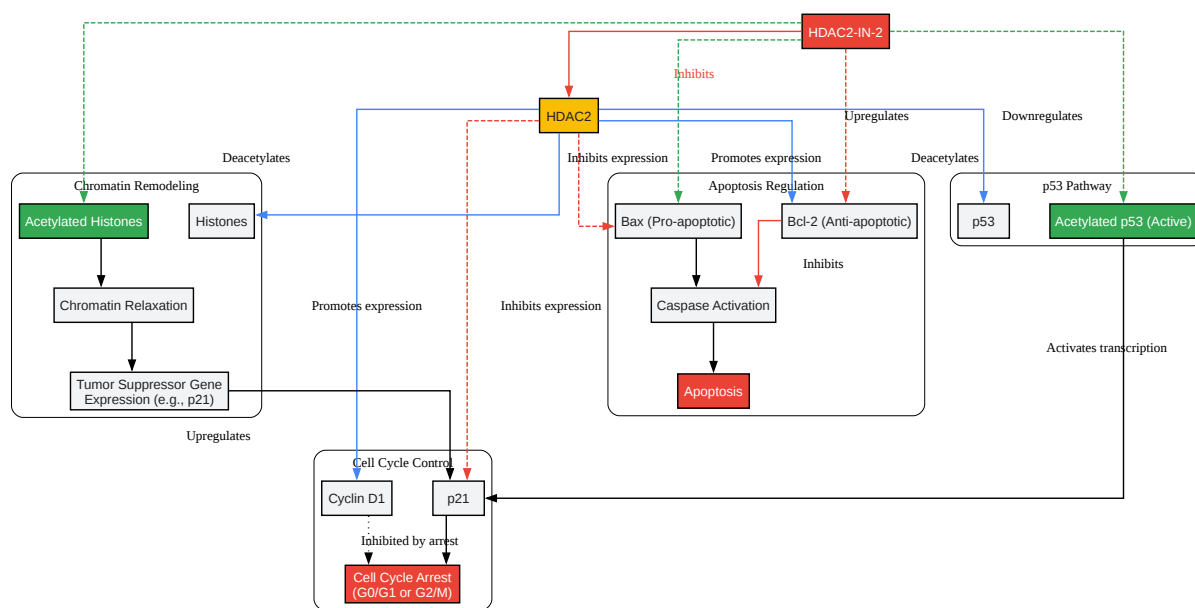 HDAC2-IN-2
Inhibits
HDAC2
Upregulates
Downregulates
Deacetylates
Inhibits expression
Promotes expression
Deacetylates
Chromatin Remodeling
Apoptosis Regulation
p53 Pathway
Acetylated Histones
Histones
Bax (Pro-apoptotic)
Bcl-2 (Anti-apoptotic)
p53
Acetylated p53 (Active)
Inhibits
Chromatin Relaxation
Promotes expression
Inhibits expression
Caspase Activation
Activates transcription
Tumor Suppressor Gene
Expression (e.g., p21)
Apoptosis
Upregulates
Cell Cycle Control
Cyclin D1
p21
Inhibited by arrest
Cell Cycle Arrest
(G0/G1 or G2/M)